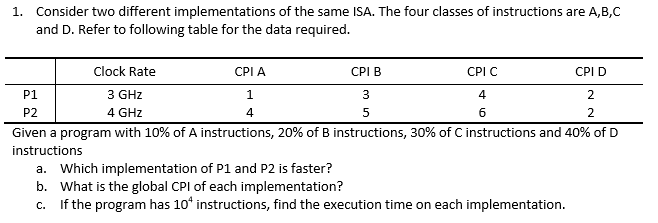 1. Consider two different implementations of the same ISA. The four classes of instructions are A,B,C
and D. Refer to following table for the data required.
Clock Rate CPI A CPI B CPI C CPI D
P1 3 GHz 1 3 4 2
P2 4 GHz 4 5 6 2
Given a program with 10% of A instructions, 20% of B instructions, 30% of C instructions and 40% of D
instructions
a. Which implementation of P1 and P2 is faster?
b. What is the global CPI of each implementation?
c. If the program has 10⁴ instructions, find the execution time on each implementation.